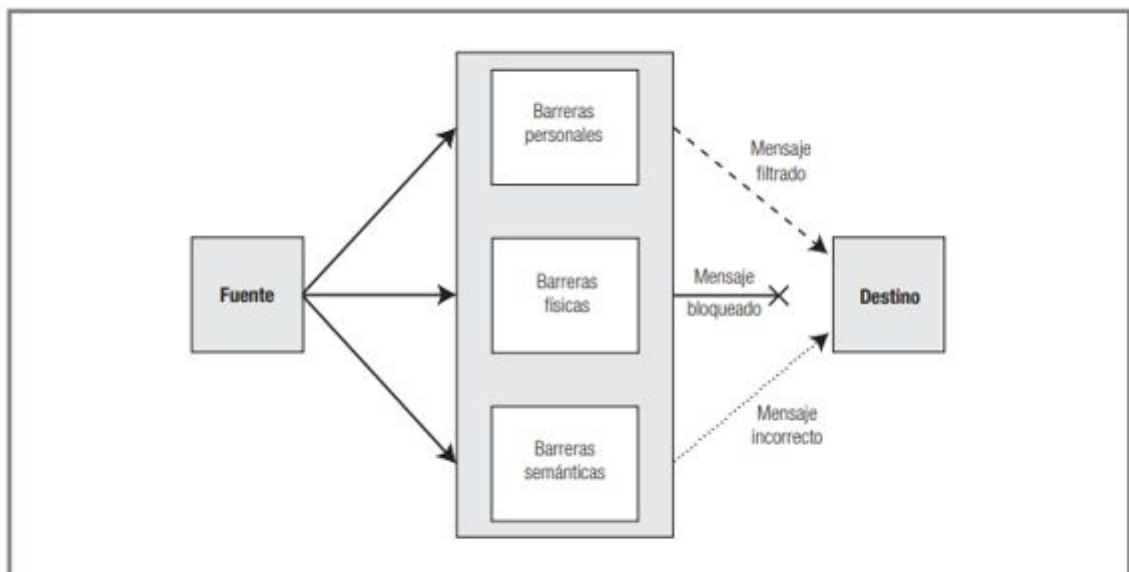 Barreras
personales
Mensaje
filtrado
Fuente
Barreras
físicas
Mensaje
bloqueado
Destino
Barreras
semánticas
Mensaje
incorrecto